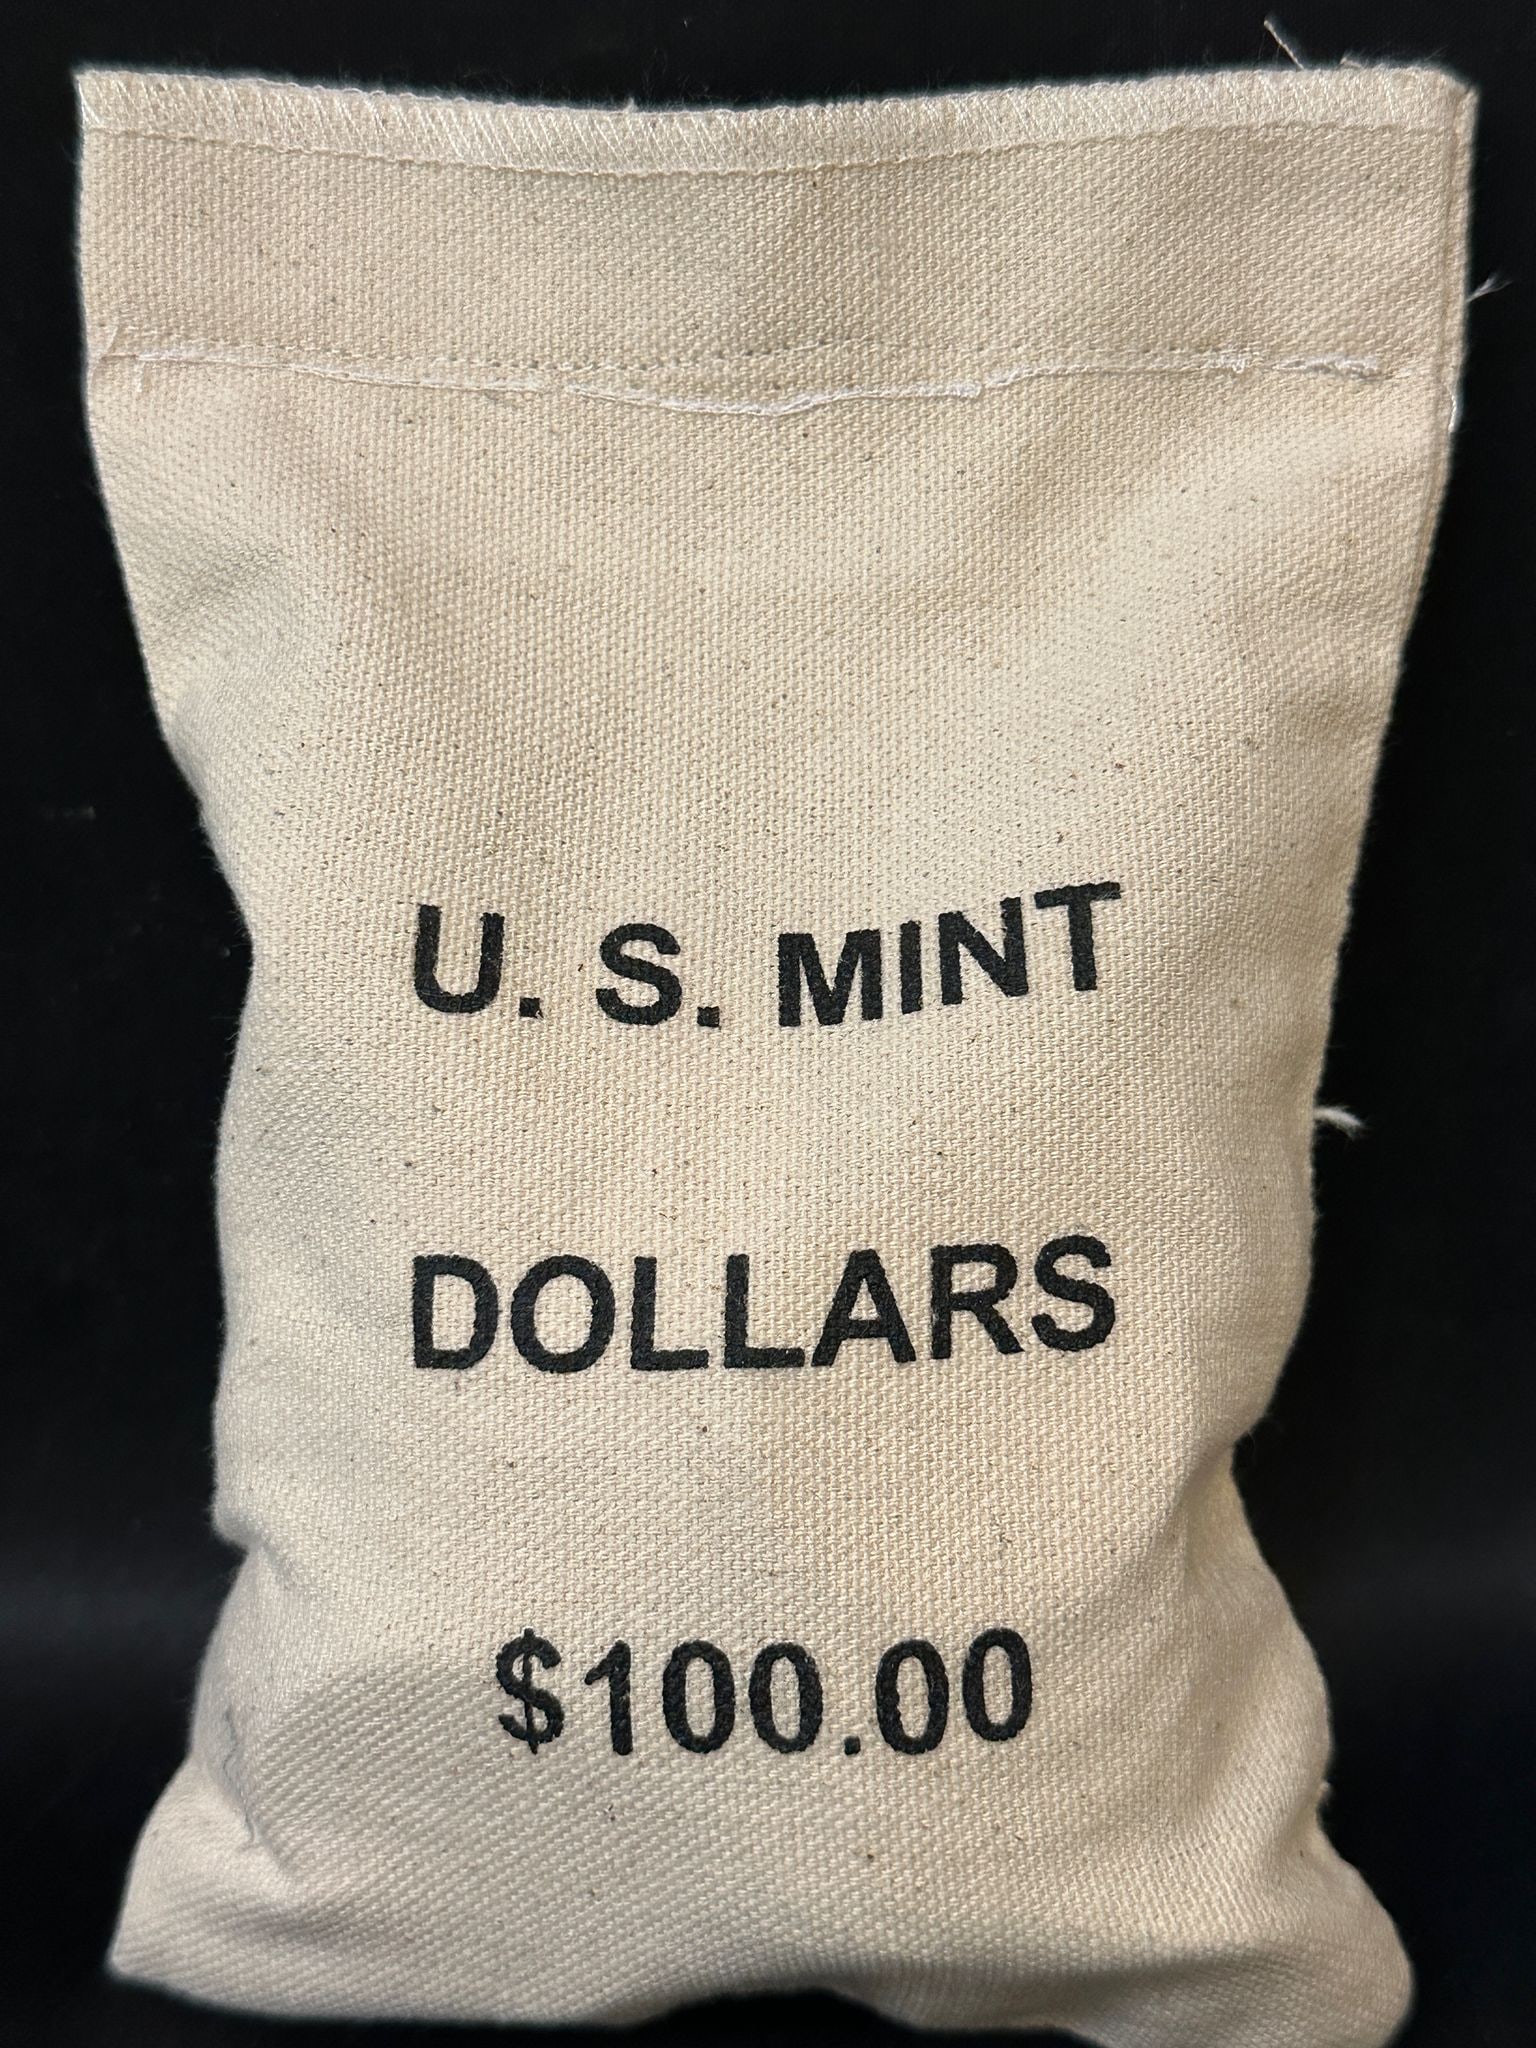 U. S. MINT
DOLLARS
$100.00